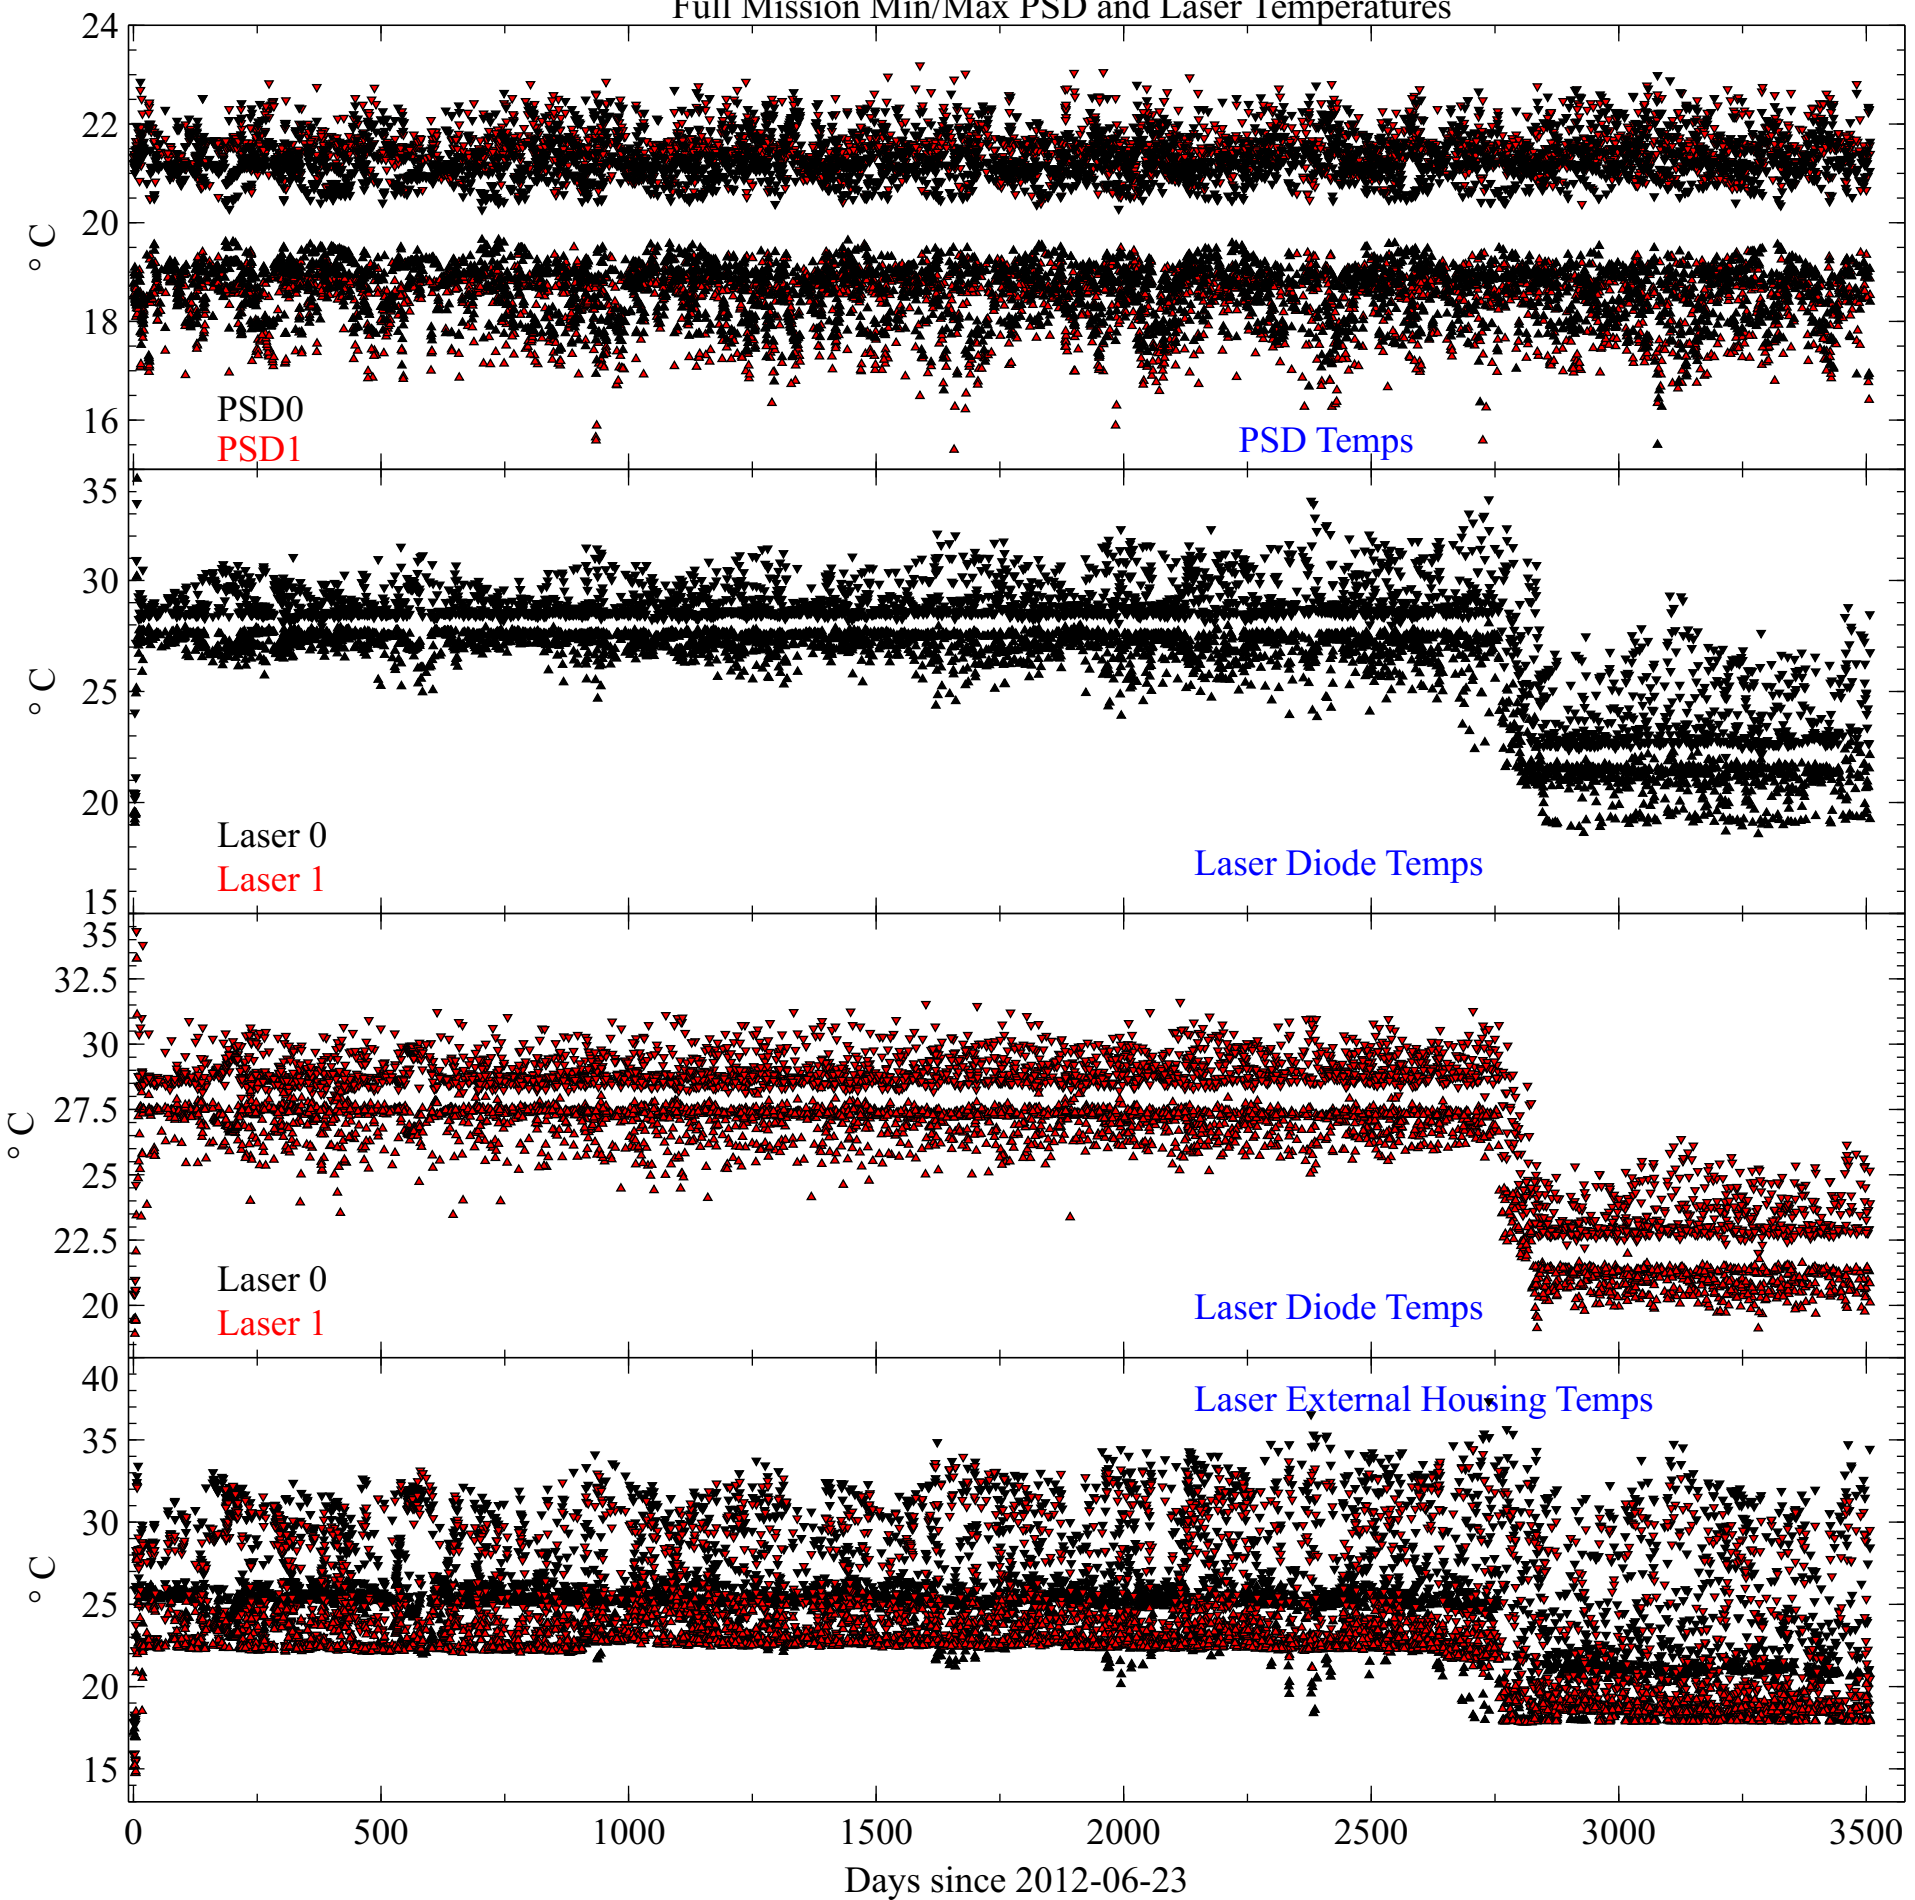 Full Mission Min/Max PSD and Laser Temperatures
24
22
20
18
16
° C
PSD0
PSD1
PSD Temps
35
30
25
20
15
° C
Laser 0
Laser 1
Laser Diode Temps
35
32.5
30
27.5
25
22.5
20
° C
Laser 0
Laser 1
Laser Diode Temps
40
35
30
25
20
15
° C
Laser External Housing Temps
0 500 1000 1500 2000 2500 3000 3500
Days since 2012-06-23